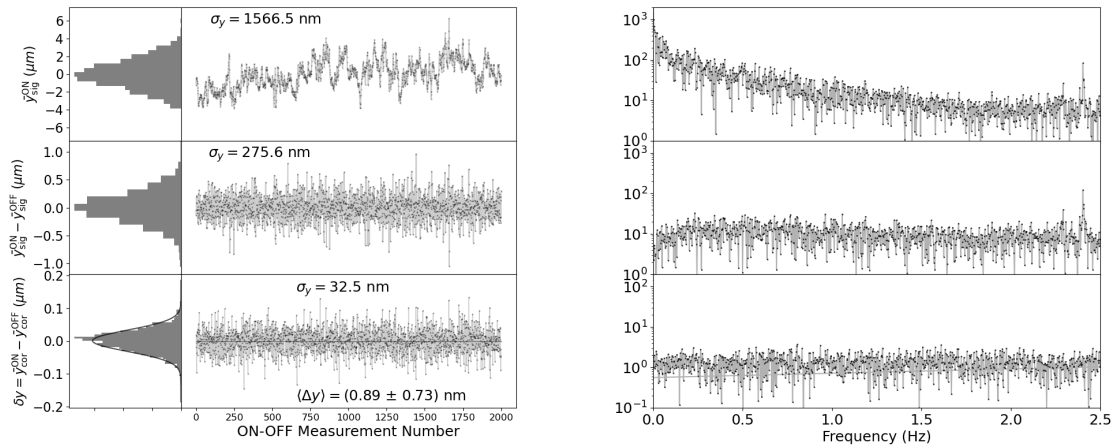 ȳ_sig^ON (μm)
6
4
2
0
−2
−4
−6
σ_y = 1566.5 nm
ȳ_sig^ON − ȳ_sig^OFF (μm)
1.0
0.5
0.0
−0.5
−1.0
σ_y = 275.6 nm
δy = ȳ_cor^ON − ȳ_cor^OFF (μm)
0.2
0.1
0.0
−0.1
−0.2
σ_y = 32.5 nm
⟨Δy⟩ = (0.89 ± 0.73) nm
0 250 500 750 1000 1250 1500 1750 2000
ON-OFF Measurement Number
10^3
10^2
10^1
10^0
10^3
10^2
10^1
10^0
10^2
10^1
10^0
10^-1
0.0 0.5 1.0 1.5 2.0 2.5
Frequency (Hz)